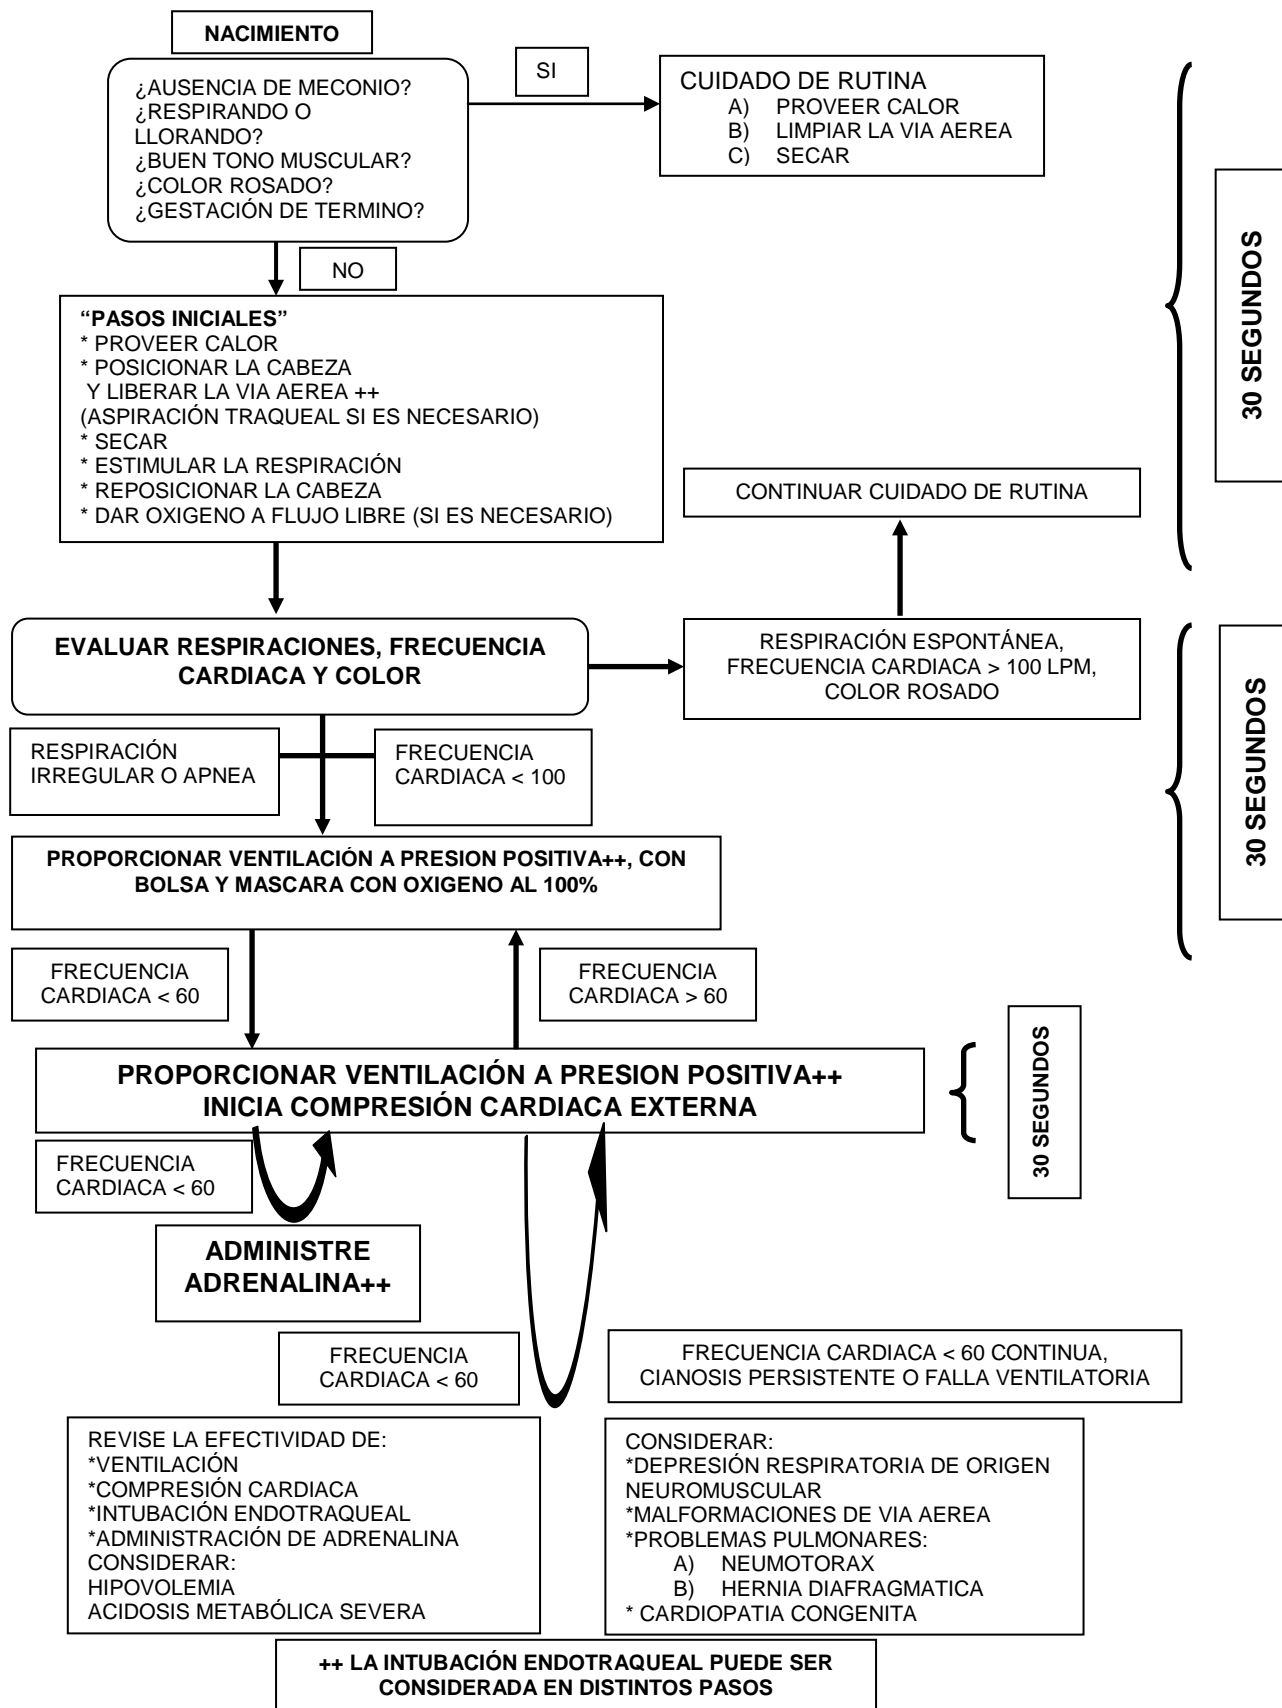 NACIMIENTO
¿AUSENCIA DE MECONIO?
¿RESPIRANDO O
LLORANDO?
¿BUEN TONO MUSCULAR?
¿COLOR ROSADO?
¿GESTACIÓN DE TERMINO?
SI
CUIDADO DE RUTINA
A) PROVEER CALOR
B) LIMPIAR LA VIA AEREA
C) SECAR
30 SEGUNDOS
NO
“PASOS INICIALES”
* PROVEER CALOR
* POSICIONAR LA CABEZA
Y LIBERAR LA VIA AEREA ++
(ASPIRACIÓN TRAQUEAL SI ES NECESARIO)
* SECAR
* ESTIMULAR LA RESPIRACIÓN
* REPOSICIONAR LA CABEZA
* DAR OXIGENO A FLUJO LIBRE (SI ES NECESARIO)
CONTINUAR CUIDADO DE RUTINA
EVALUAR RESPIRACIONES, FRECUENCIA
CARDIACA Y COLOR
RESPIRACIÓN ESPONTÁNEA,
FRECUENCIA CARDIACA > 100 LPM,
COLOR ROSADO
30 SEGUNDOS
RESPIRACIÓN
IRREGULAR O APNEA
FRECUENCIA
CARDIACA < 100
PROPORCIONAR VENTILACIÓN A PRESION POSITIVA++, CON
BOLSA Y MASCARA CON OXIGENO AL 100%
FRECUENCIA
CARDIACA < 60
FRECUENCIA
CARDIACA > 60
PROPORCIONAR VENTILACIÓN A PRESION POSITIVA++
INICIA COMPRESIÓN CARDIACA EXTERNA
30 SEGUNDOS
FRECUENCIA
CARDIACA < 60
ADMINISTRE
ADRENALINA++
FRECUENCIA
CARDIACA < 60
FRECUENCIA CARDIACA < 60 CONTINUA,
CIANOSIS PERSISTENTE O FALLA VENTILATORIA
REVISE LA EFECTIVIDAD DE:
*VENTILACIÓN
*COMPRESIÓN CARDIACA
*INTUBACIÓN ENDOTRAQUEAL
*ADMINISTRACIÓN DE ADRENALINA
CONSIDERAR:
HIPOVOLEMIA
ACIDOSIS METABÓLICA SEVERA
CONSIDERAR:
*DEPRESIÓN RESPIRATORIA DE ORIGEN
NEUROMUSCULAR
*MALFORMACIONES DE VIA AEREA
*PROBLEMAS PULMONARES:
A) NEUMOTORAX
B) HERNIA DIAFRAGMATICA
* CARDIOPATIA CONGENITA
++ LA INTUBACIÓN ENDOTRAQUEAL PUEDE SER
CONSIDERADA EN DISTINTOS PASOS